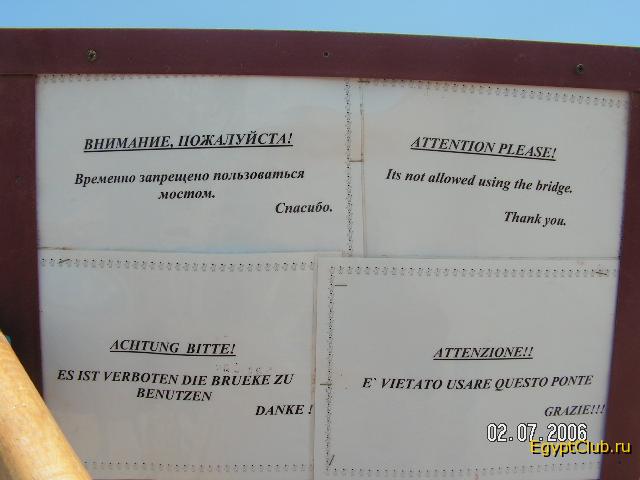 ВНИМАНИЕ, ПОЖАЛУЙСТА!
Временно запрещено пользоваться
мостом.
Спасибо.
ATTENTION PLEASE!
Its not allowed using the bridge.
Thank you.
ACHTUNG BITTE!
ES IST VERBOTEN DIE BRUEKE ZU
BENUTZEN
DANKE !
ATTENZIONE!!
E` VIETATO USARE QUESTO PONTE
GRAZIE!!!
02.07.2006
EgyptClub.ru